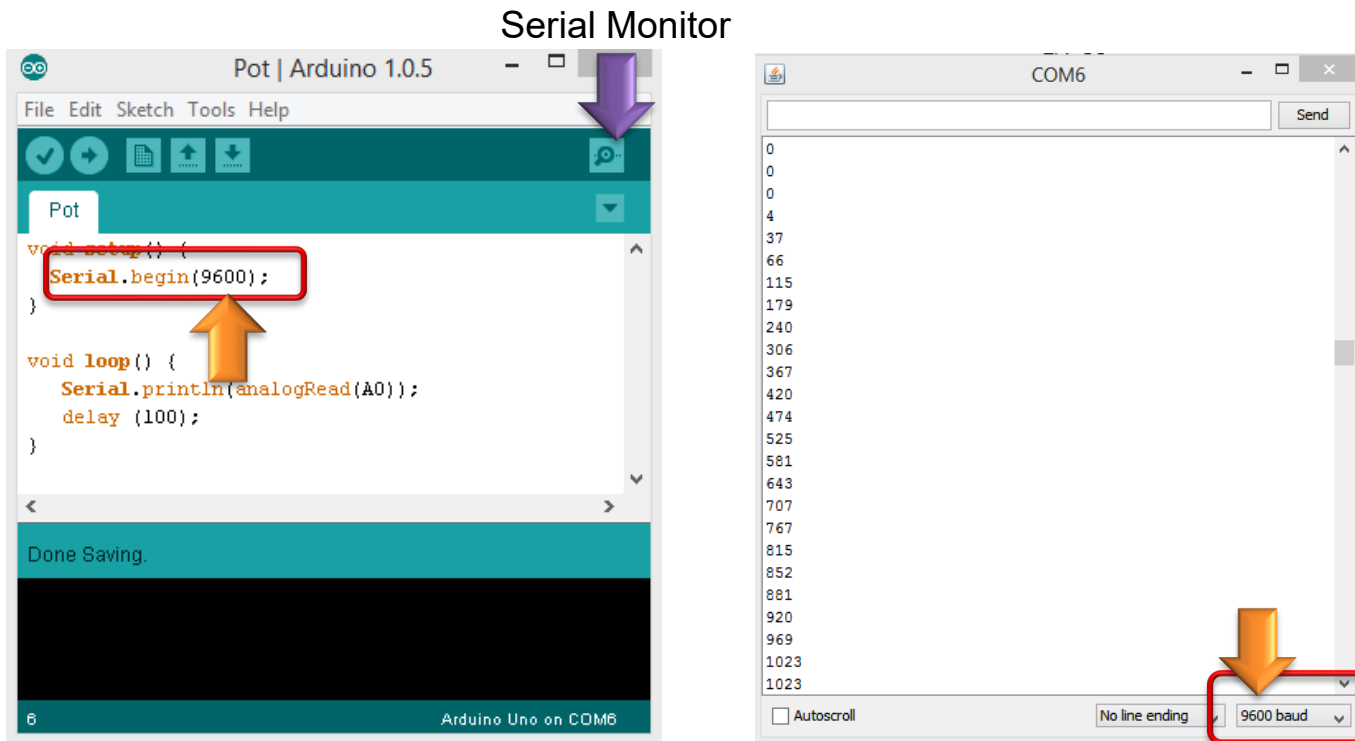 Serial Monitor
Pot | Arduino 1.0.5
File Edit Sketch Tools Help
Pot
void setup() {
Serial.begin(9600);
}
void loop() {
Serial.println(analogRead(A0));
delay (100);
}
Done Saving.
6
Arduino Uno on COM6
COM6
Send
0
0
0
4
37
66
115
179
240
306
367
420
474
525
581
643
707
767
815
852
881
920
969
1023
1023
Autoscroll
No line ending
9600 baud